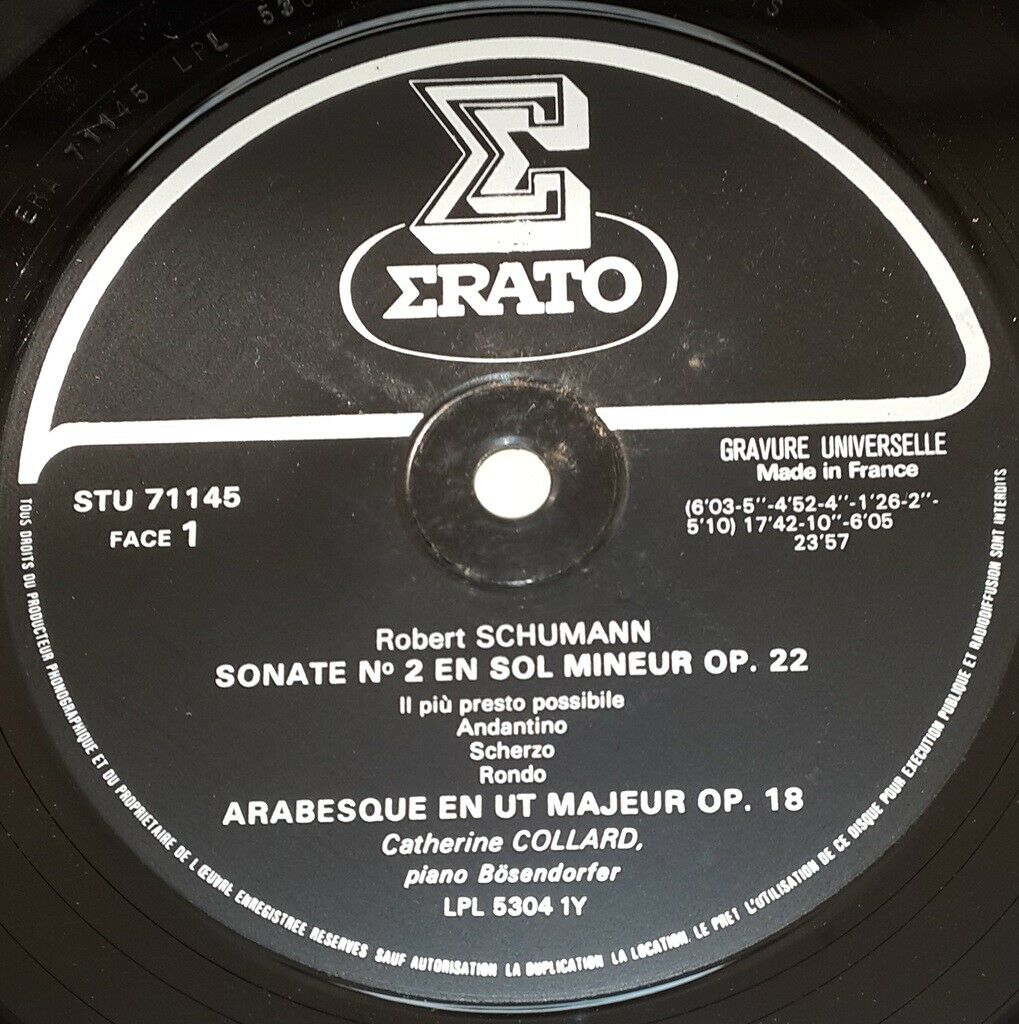 ERA 71145 LPL 53
S
Σ
ΣRATO
GRAVURE UNIVERSELLE
Made in France
STU 71145
FACE 1
(6'03-5''-4'52-4''-1'26-2''-
5'10) 17'42-10''-6'05
23'57
Robert SCHUMANN
SONATE Nº 2 EN SOL MINEUR OP. 22
Il più presto possibile
Andantino
Scherzo
Rondo
ARABESQUE EN UT MAJEUR OP. 18
Catherine COLLARD,
piano Bösendorfer
LPL 5304 1Y
TOUS DROITS DU PRODUCTEUR PHONOGRAPHIQUE ET DU PROPRIETAIRE DE L'ŒUVRE ENREGISTREE RESERVES SAUF AUTORISATION LA DUPLICATION LA LOCATION. LE PRET L'UTILISATION DE CE DISQUE POUR EXECUTION PUBLIQUE ET RADIODIFFUSION SONT INTERDITS